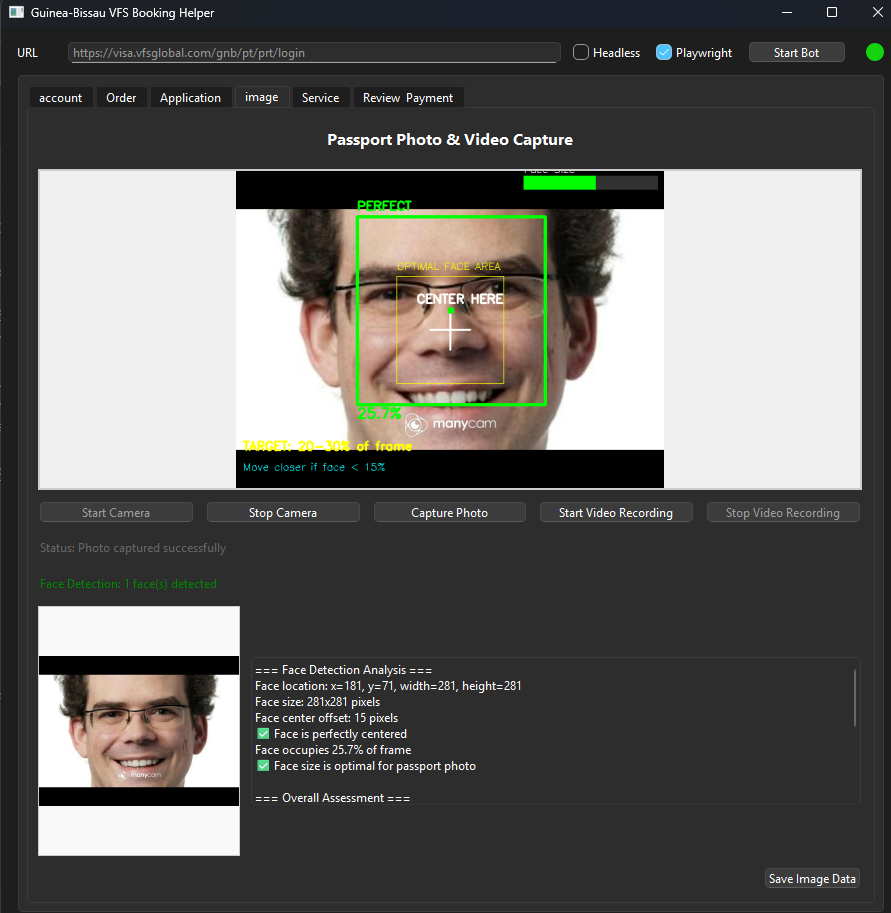 Guinea-Bissau VFS Booking Helper
URL https://visa.vfsglobal.com/gnb/pt/prt/login Headless Playwright Start Bot
account Order Application image Service Review Payment
Passport Photo & Video Capture
Face Size
PERFECT
OPTIMAL FACE AREA
CENTER HERE
25.7%
manycam
TARGET: 20-30% of frame
Move closer if face < 15%
Start Camera Stop Camera Capture Photo Start Video Recording Stop Video Recording
Status: Photo captured successfully
Face Detection: 1 face(s) detected
manycam
=== Face Detection Analysis ===
Face location: x=181, y=71, width=281, height=281
Face size: 281x281 pixels
Face center offset: 15 pixels
✅ Face is perfectly centered
Face occupies 25.7% of frame
✅ Face size is optimal for passport photo
=== Overall Assessment ===
Save Image Data